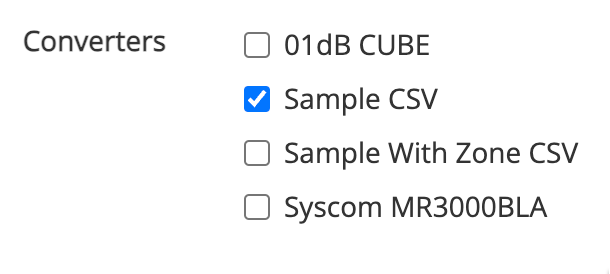 Converters
01dB CUBE
Sample CSV
Sample With Zone CSV
Syscom MR3000BLA